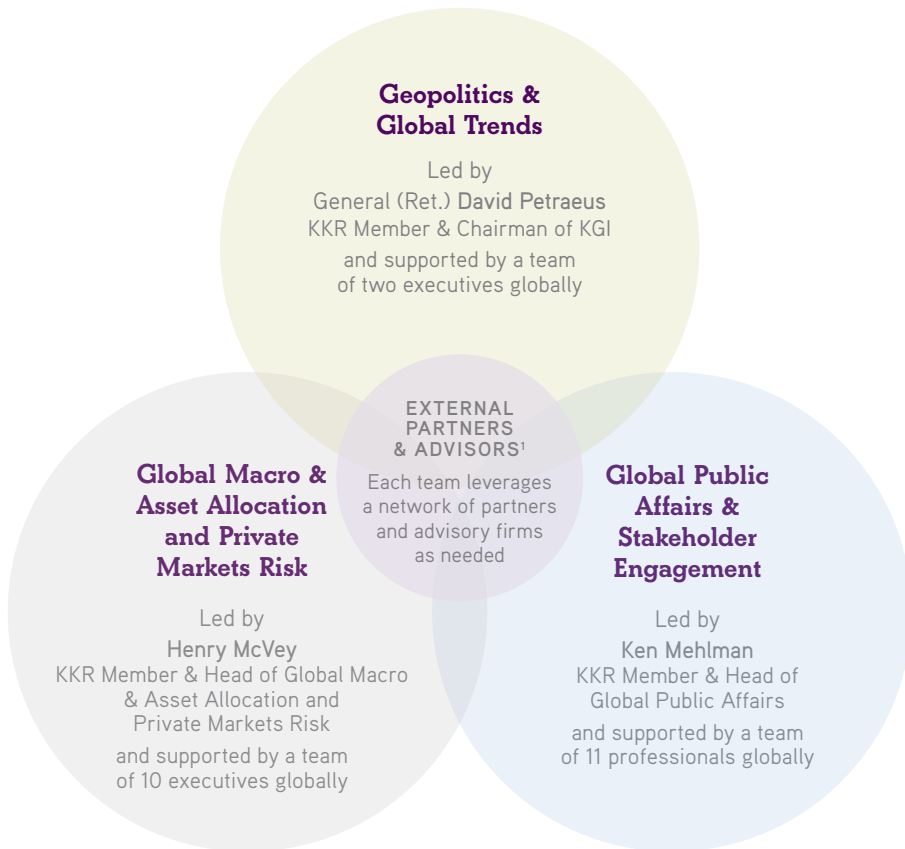 Geopolitics &
Global Trends
Led by
General (Ret.) David Petraeus
KKR Member & Chairman of KGI
and supported by a team
of two executives globally
EXTERNAL
PARTNERS
& ADVISORS¹
Each team leverages
a network of partners
and advisory firms
as needed
Global Macro &
Asset Allocation
and Private
Markets Risk
Led by
Henry McVey
KKR Member & Head of Global Macro
& Asset Allocation and
Private Markets Risk
and supported by a team
of 10 executives globally
Global Public
Affairs &
Stakeholder
Engagement
Led by
Ken Mehlman
KKR Member & Head of
Global Public Affairs
and supported by a team
of 11 professionals globally